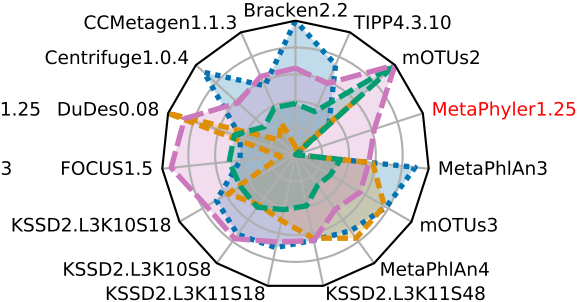 Bracken2.2
CCMetagen1.1.3
TIPP4.3.10
Centrifuge1.0.4
mOTUs2
1.25
DuDes0.08
MetaPhyler1.25
3
FOCUS1.5
MetaPhlAn3
KSSD2.L3K10S18
mOTUs3
KSSD2.L3K10S8
MetaPhlAn4
KSSD2.L3K11S18
KSSD2.L3K11S48